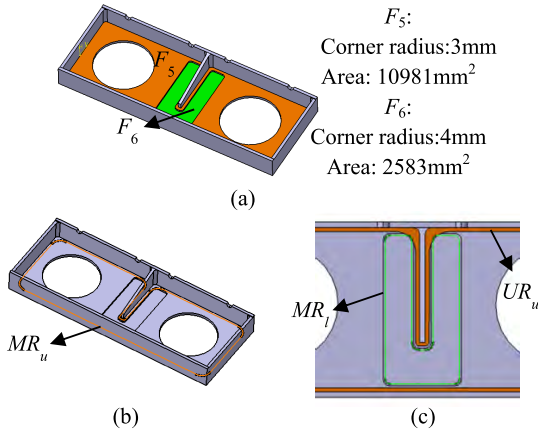 F5:
Corner radius:3mm
Area: 10981mm²
F6:
Corner radius:4mm
Area: 2583mm²
F5
F6
(a)
MRu
MRl
URu
(b)
(c)